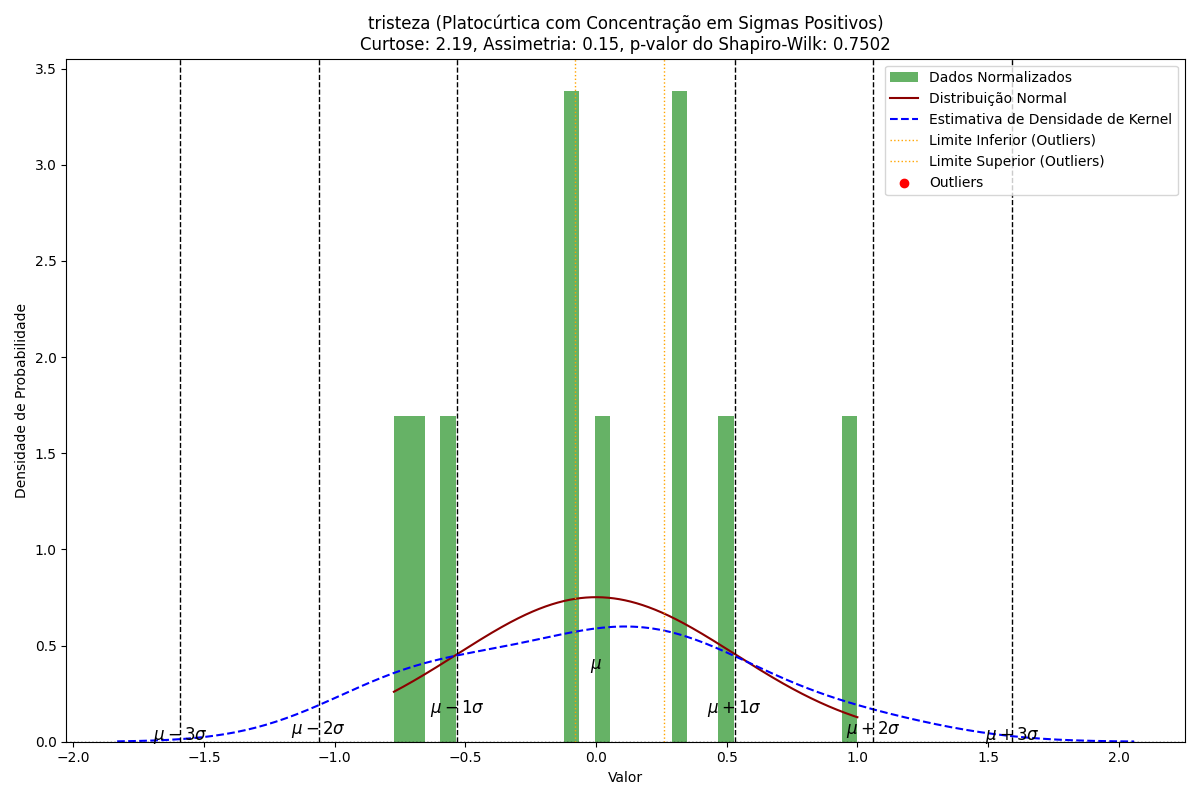 tristeza (Platocúrtica com Concentração em Sigmas Positivos)
Curtose: 2.19, Assimetria: 0.15, p-valor do Shapiro-Wilk: 0.7502
Dados Normalizados
Distribuição Normal
Estimativa de Densidade de Kernel
Limite Inferior (Outliers)
Limite Superior (Outliers)
Outliers
Densidade de Probabilidade
3.5
3.0
2.5
2.0
1.5
1.0
0.5
0.0
μ
μ − 1σ
μ + 1σ
μ − 2σ
μ + 2σ
μ − 3σ
μ + 3σ
−2.0 −1.5 −1.0 −0.5 0.0 0.5 1.0 1.5 2.0
Valor